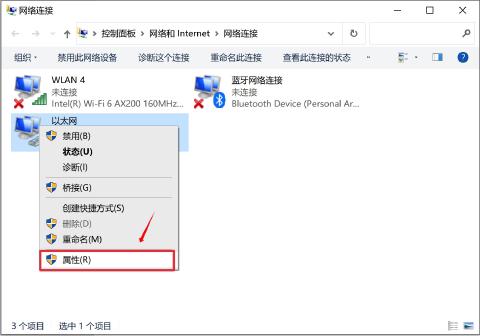 网络连接
控制面板 > 网络和 Internet > 网络连接
组织 禁用此网络设备 诊断这个连接 重命名此连接 查看此连接的状态 »
WLAN 4
未连接
Intel(R) Wi-Fi 6 AX200 160MHz...
蓝牙网络连接
未连接
Bluetooth Device (Personal Ar...
以太网
禁用(B)
状态(U)
诊断(I)
桥接(G)
创建快捷方式(S)
删除(D)
重命名(M)
属性(R)
3 个项目 选中 1 个项目